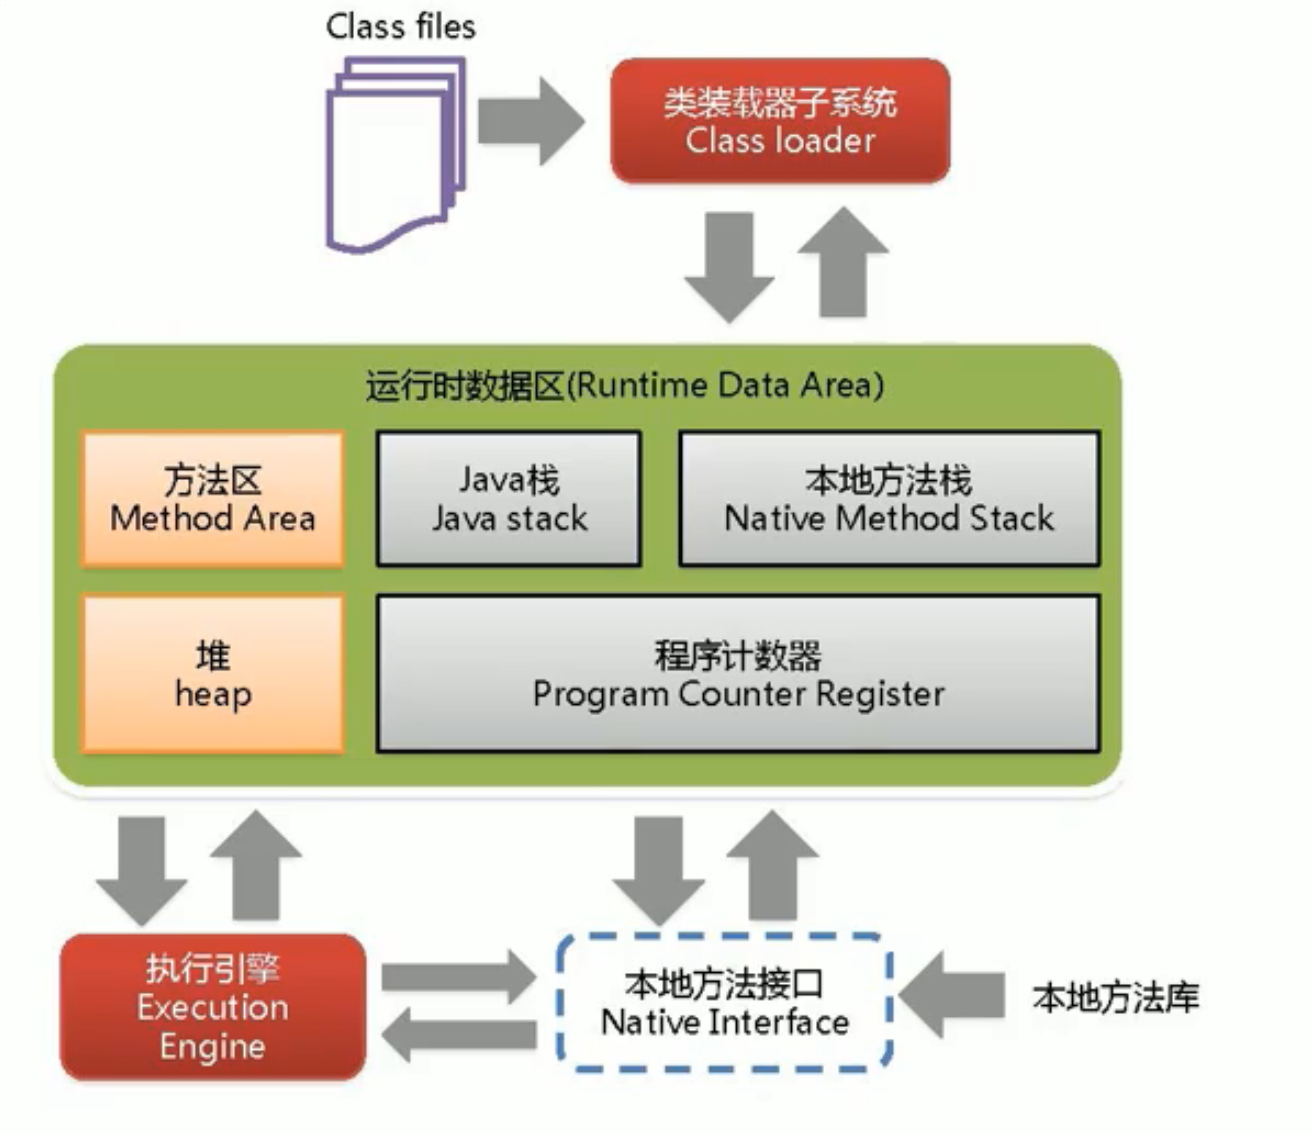 Class files
类装载器子系统
Class loader
运行时数据区(Runtime Data Area)
方法区
Method Area
Java栈
Java stack
本地方法栈
Native Method Stack
堆
heap
程序计数器
Program Counter Register
执行引擎
Execution
Engine
本地方法接口
Native Interface
本地方法库